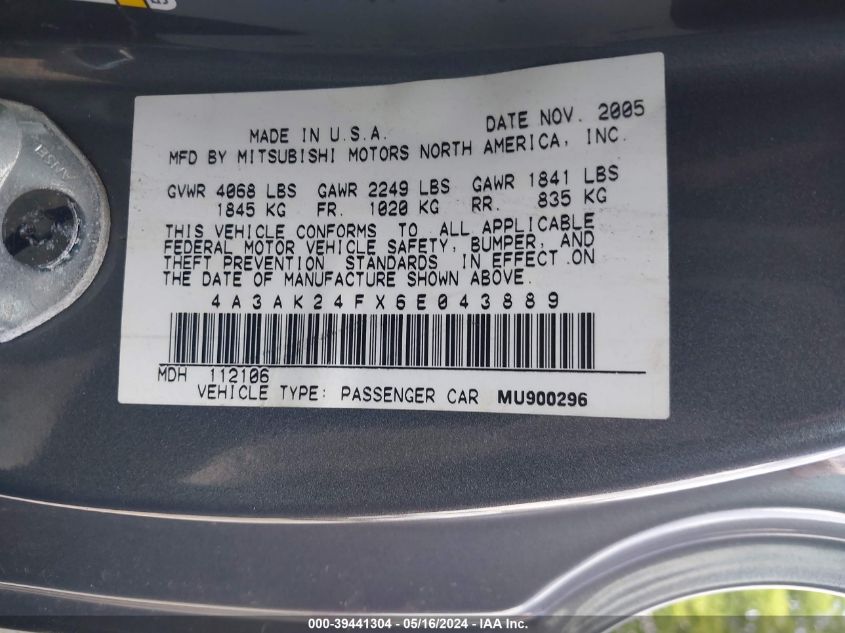 MADE IN U.S.A. DATE NOV. 2005
MFD BY MITSUBISHI MOTORS NORTH AMERICA, INC.
GVWR 4068 LBS GAWR 2249 LBS GAWR 1841 LBS
1845 KG FR. 1020 KG RR. 835 KG
THIS VEHICLE CONFORMS TO ALL APPLICABLE
FEDERAL MOTOR VEHICLE SAFETY, BUMPER, AND
THEFT PREVENTION STANDARDS IN EFFECT ON
THE DATE OF MANUFACTURE SHOWN ABOVE.
4A3AK24FX6E043889
MDH 112106
VEHICLE TYPE: PASSENGER CAR MU900296
000-39441304 - 05/16/2024 - IAA Inc.